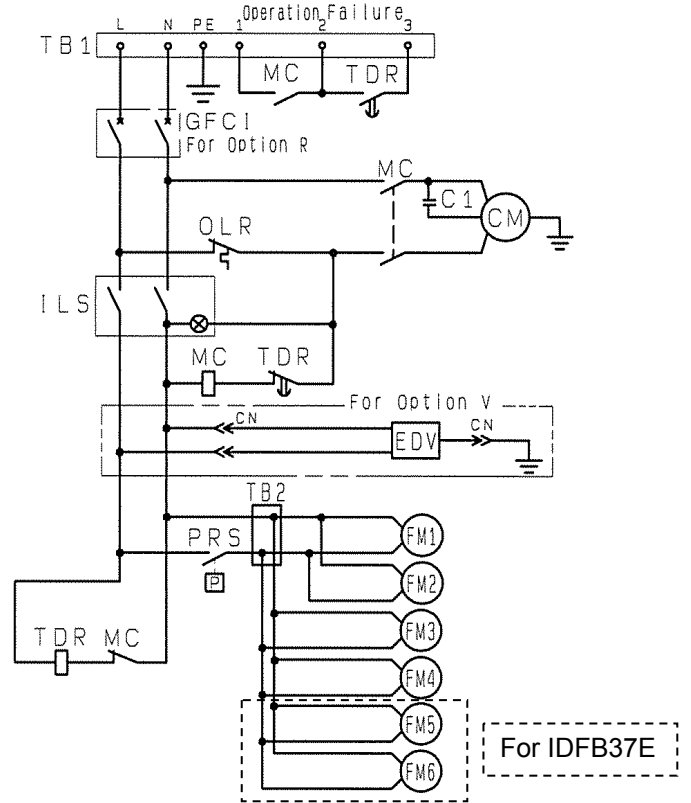 Operation Failure
L N PE 1 2 3
TB1
MC TDR
GFCI
For Option R
MC
C1
CM
OLR
ILS
MC TDR
For Option V
CN
CN
EDV
TB2
PRS
P
FM1
FM2
TDR MC
FM3
FM4
FM5
For IDFB37E
FM6